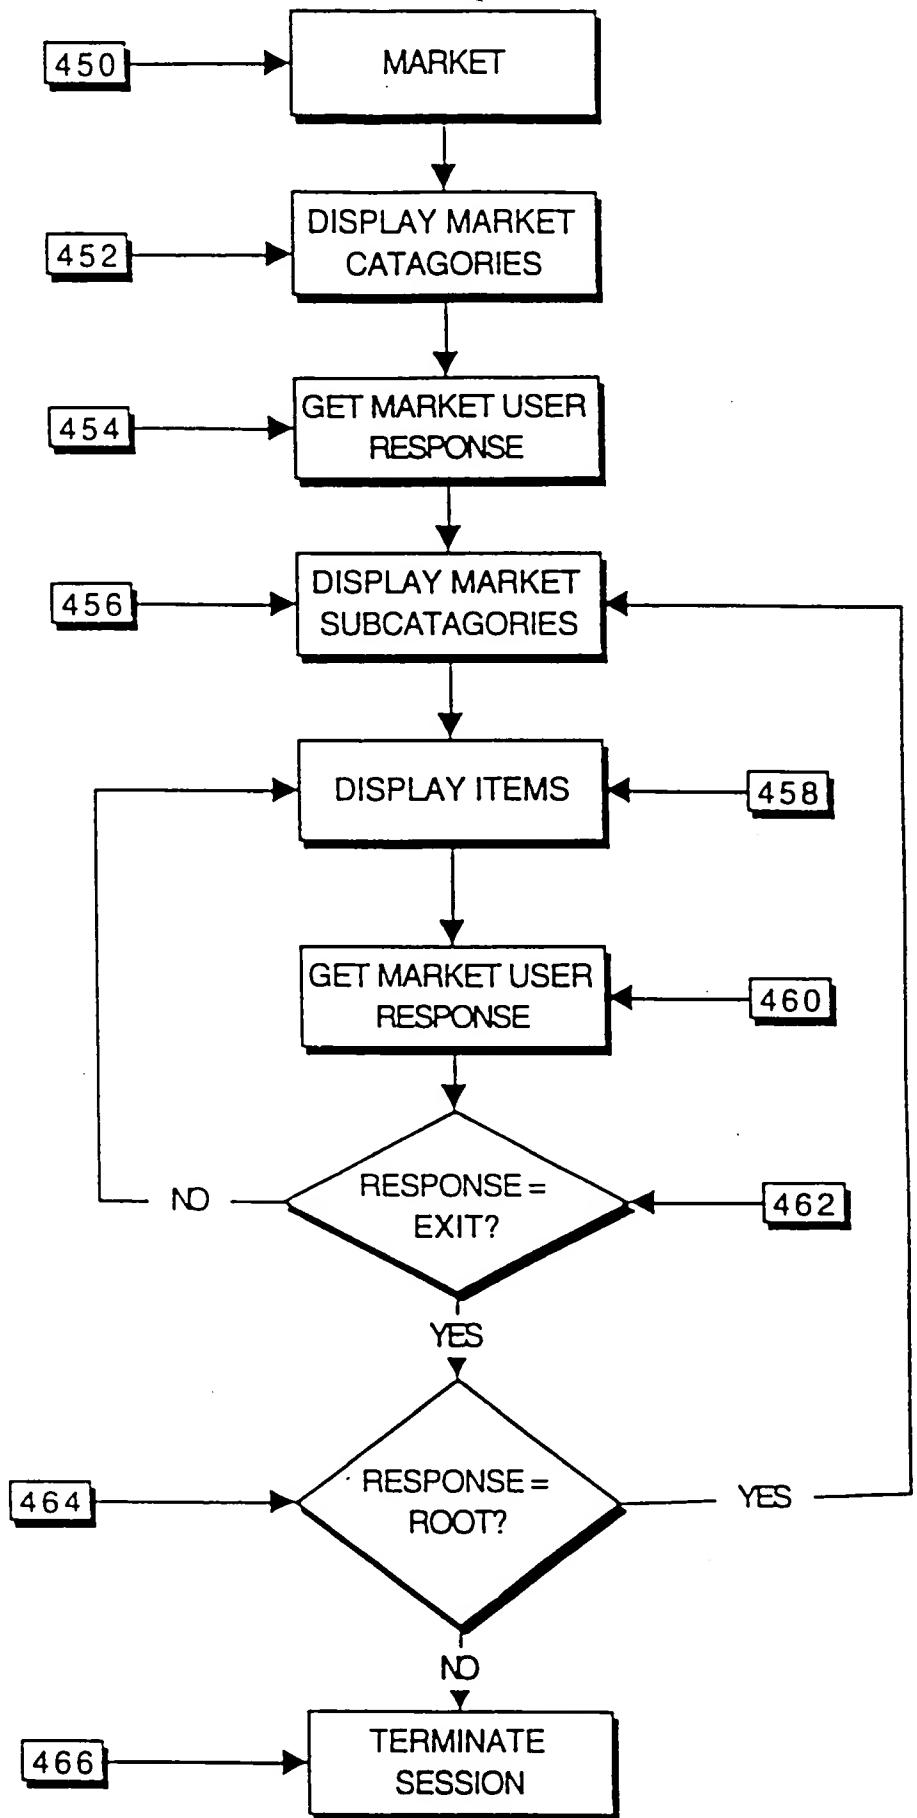 450
MARKET
452
DISPLAY MARKET
CATAGORIES
454
GET MARKET USER
RESPONSE
456
DISPLAY MARKET
SUBCATAGORIES
DISPLAY ITEMS
458
GET MARKET USER
RESPONSE
460
NO
RESPONSE =
EXIT?
462
YES
464
RESPONSE =
ROOT?
YES
NO
466
TERMINATE
SESSION